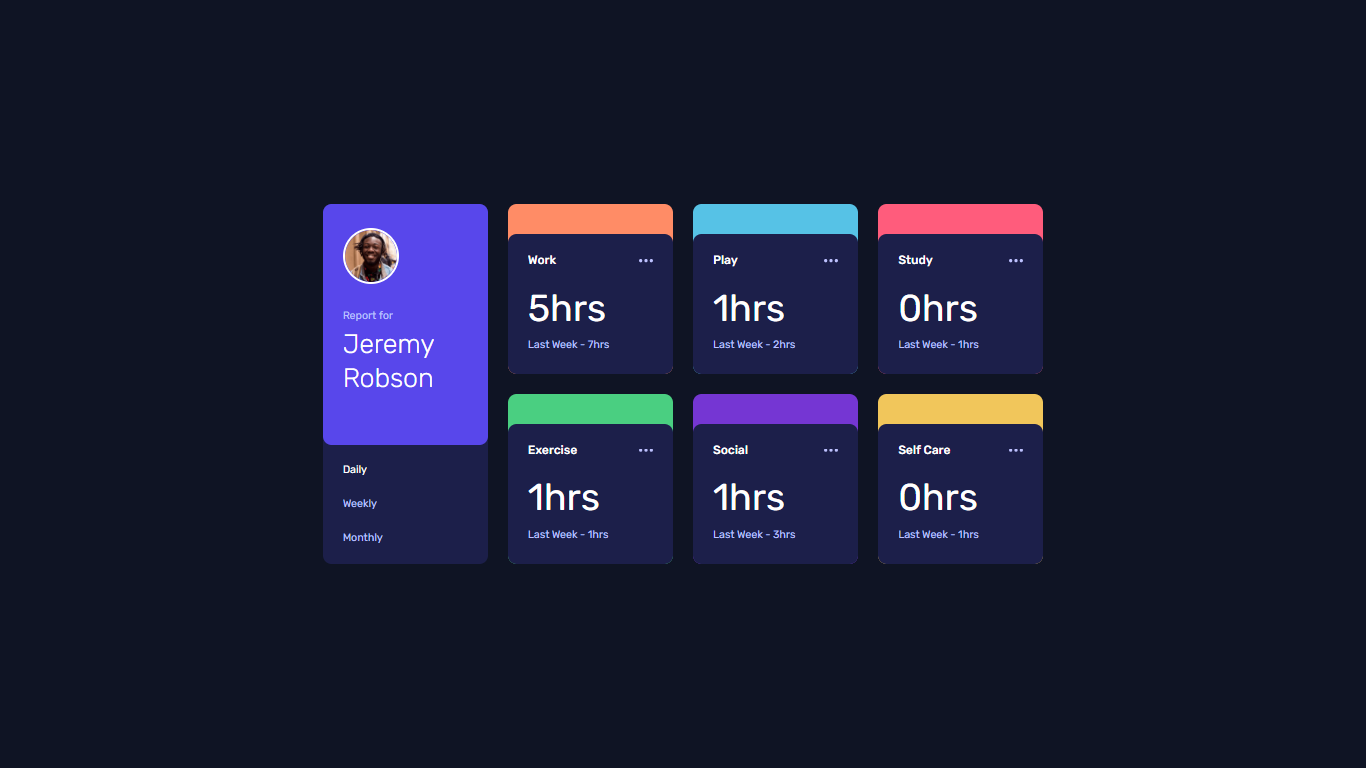 Report for
Jeremy
Robson
Daily
Weekly
Monthly
Work
5hrs
Last Week - 7hrs
Play
1hrs
Last Week - 2hrs
Study
0hrs
Last Week - 1hrs
Exercise
1hrs
Last Week - 1hrs
Social
1hrs
Last Week - 3hrs
Self Care
0hrs
Last Week - 1hrs